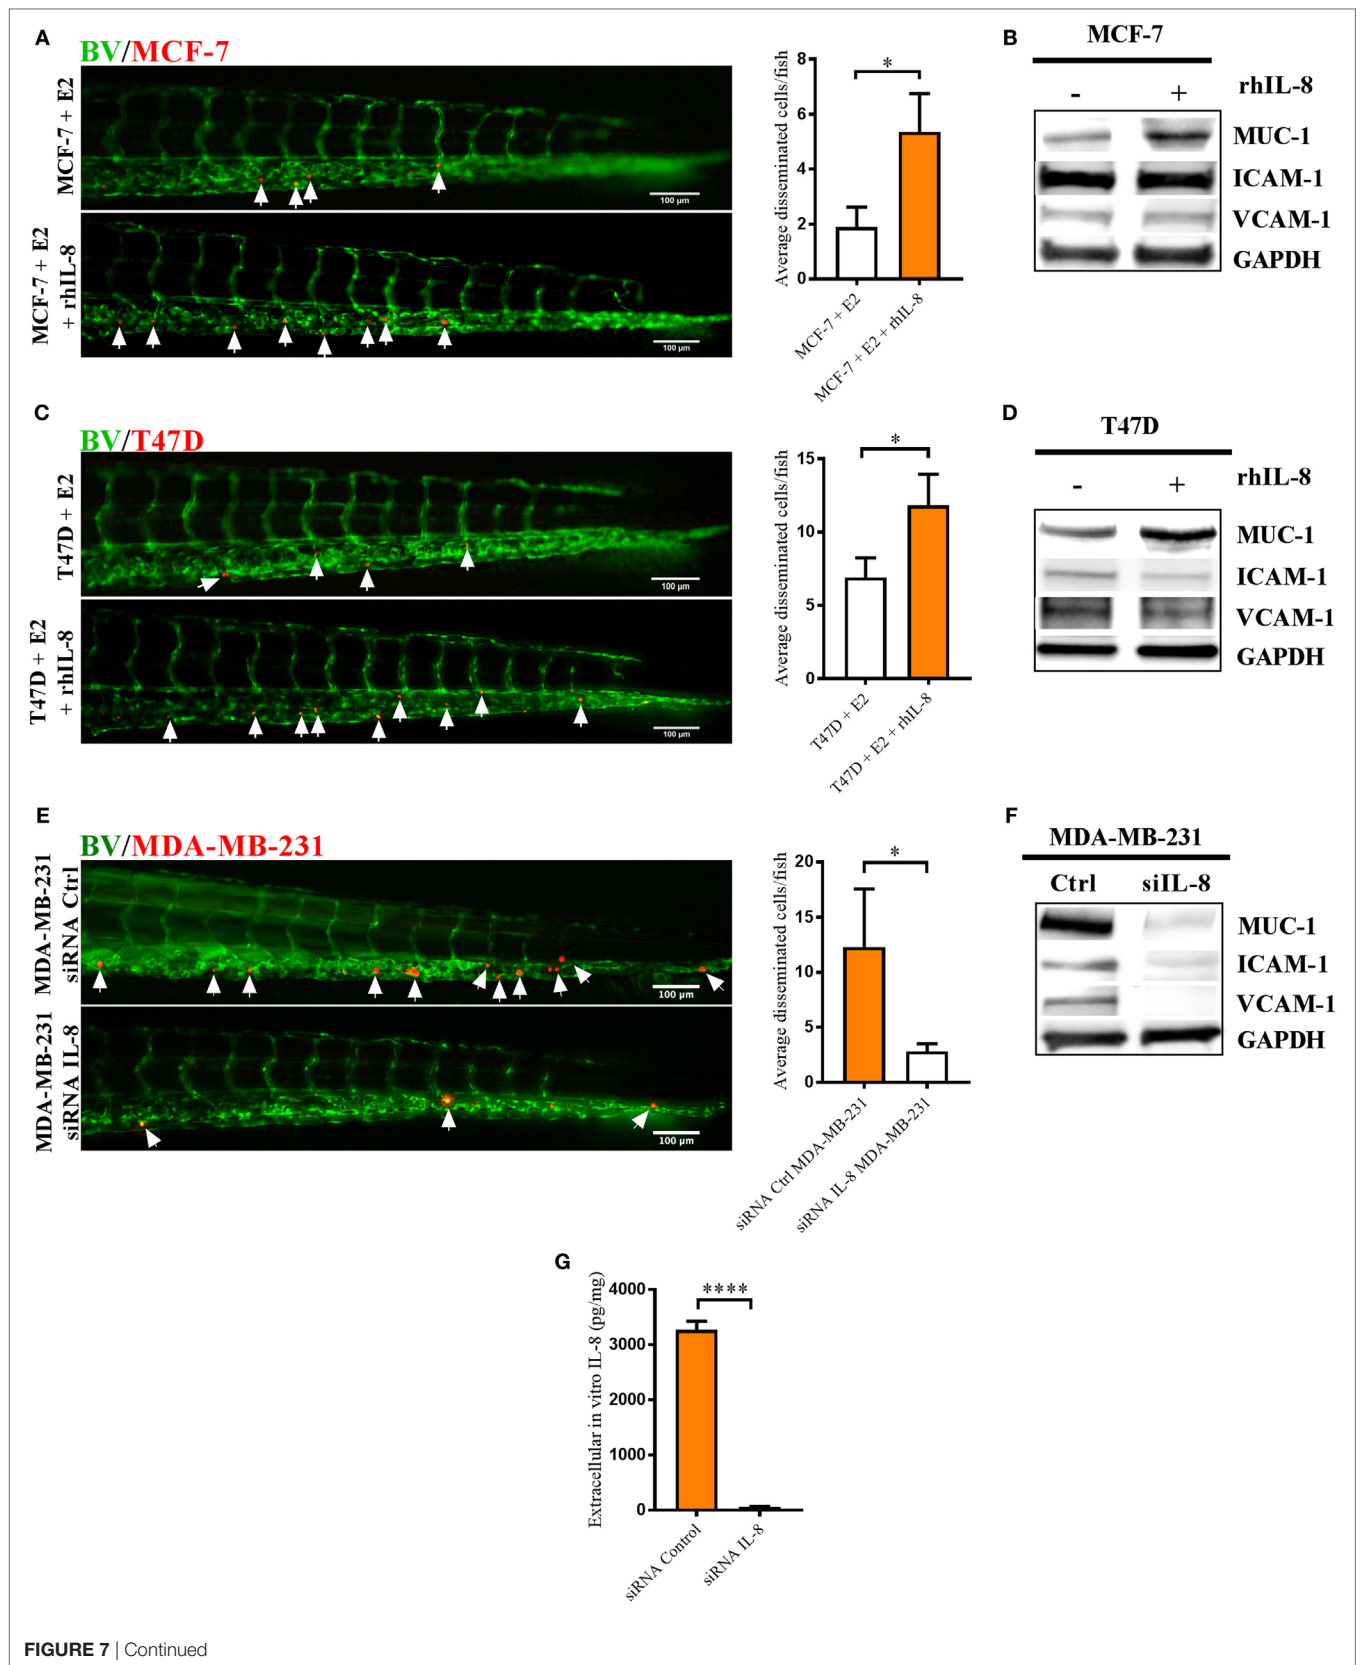 A
BV/MCF-7
MCF-7 + E2
100 µm
MCF-7 + E2
+ rhIL-8
100 µm
Average disseminated cells/fish
8
6
4
2
0
*
MCF-7 + E2
MCF-7 + E2 + rhIL-8
B
MCF-7
- + rhIL-8
MUC-1
ICAM-1
VCAM-1
GAPDH
C
BV/T47D
T47D + E2
100 µm
T47D + E2
+ rhIL-8
100 µm
Average disseminated cells/fish
15
10
5
0
*
T47D + E2
T47D + E2 + rhIL-8
D
T47D
- + rhIL-8
MUC-1
ICAM-1
VCAM-1
GAPDH
E
BV/MDA-MB-231
MDA-MB-231
siRNA Ctrl
100 µm
MDA-MB-231
siRNA IL-8
100 µm
Average disseminated cells/fish
20
15
10
5
0
*
siRNA Ctrl MDA-MB-231
siRNA IL-8 MDA-MB-231
F
MDA-MB-231
Ctrl siIL-8
MUC-1
ICAM-1
VCAM-1
GAPDH
G
Extracellular in vitro IL-8 (pg/mg)
4000
3000
2000
1000
0
****
siRNA Control
siRNA IL-8
FIGURE 7 | Continued